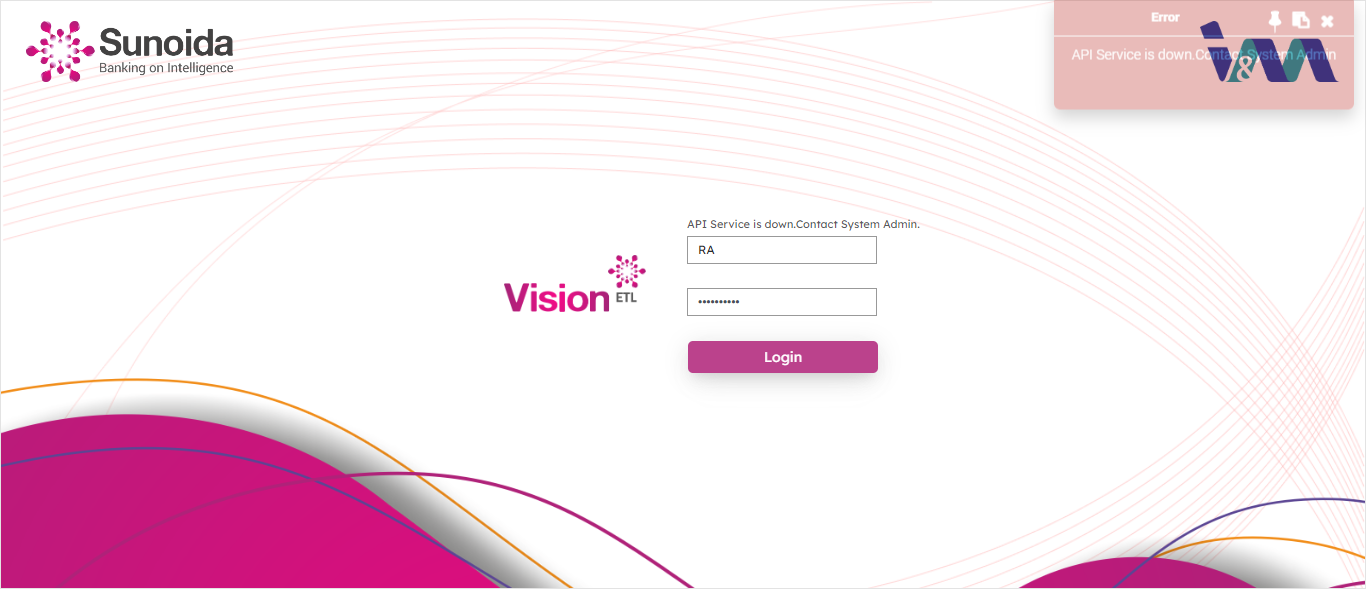 Sunoida
Banking on Intelligence
Error
API Service is down.Contact System Admin
i&m
API Service is down.Contact System Admin.
RA
Vision
ETL
••••••••••
Login